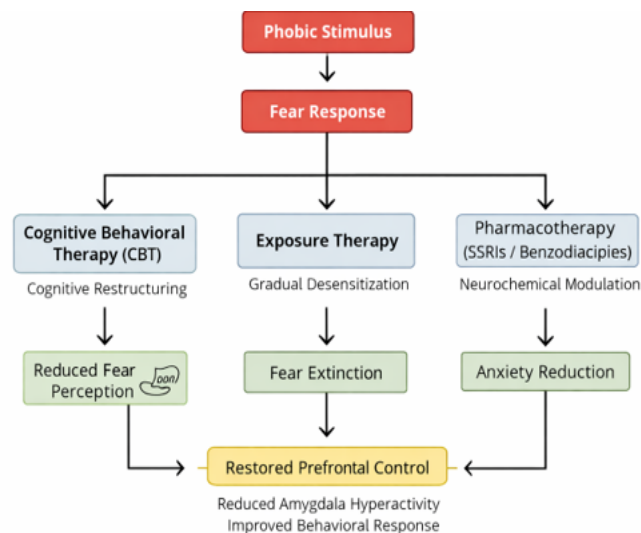 Phobic Stimulus
Fear Response
Cognitive Behavioral
Therapy (CBT)
Cognitive Restructuring
Exposure Therapy
Gradual Desensitization
Pharmacotherapy
(SSRIs / Benzodiacipies)
Neurochemical Modulation
Reduced Fear
Perception
Fear Extinction
Anxiety Reduction
Restored Prefrontal Control
Reduced Amygdala Hyperactivity
Improved Behavioral Response